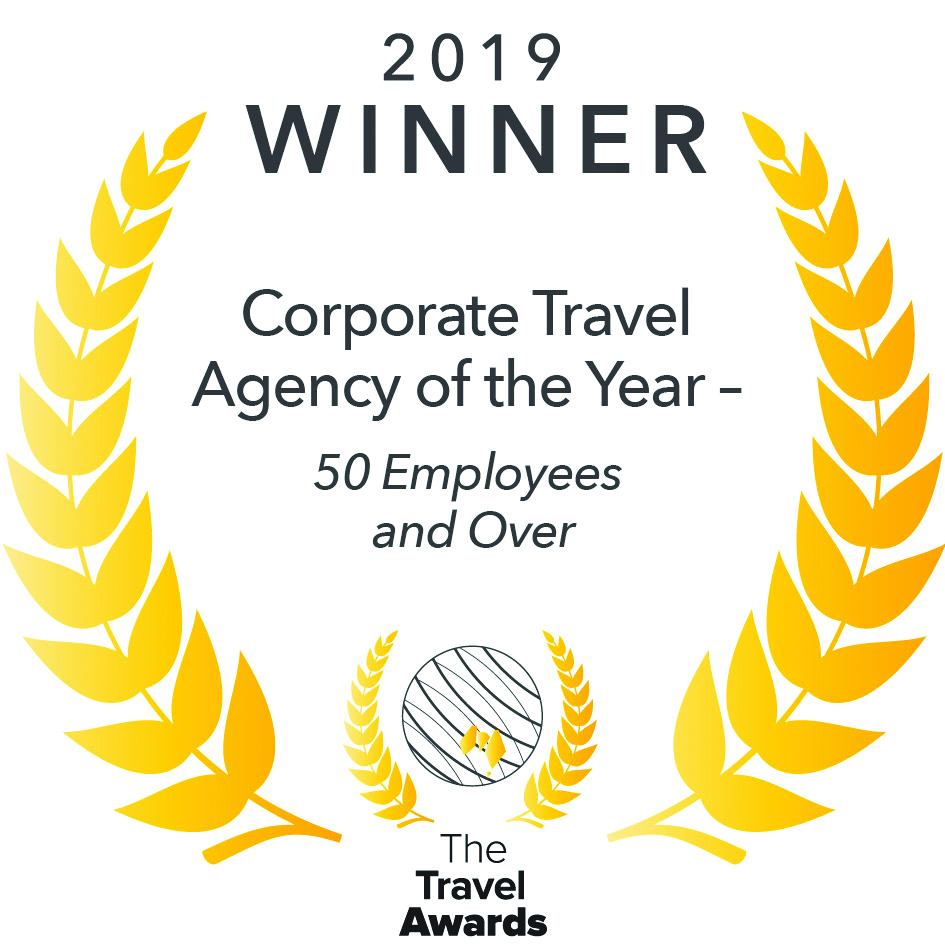 2019
WINNER
Corporate Travel
Agency of the Year –
50 Employees
and Over
The
Travel
Awards